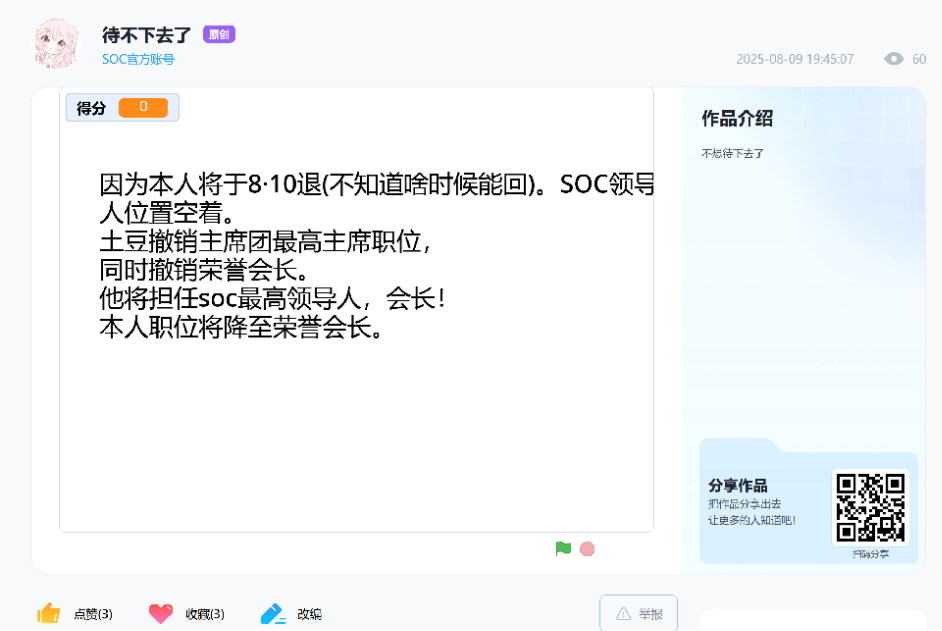 待不下去了 原创
SOC官方账号
2025-08-09 19:45:07 60
得分 0
因为本人将于8·10退(不知道啥时候能回)。SOC领导
人位置空着。
土豆撤销主席团最高主席职位，
同时撤销荣誉会长。
他将担任soc最高领导人，会长！
本人职位将降至荣誉会长。
作品介绍
不想待下去了
分享作品
把作品分享出去
让更多的人知道吧!
扫码分享
点赞(3) 收藏(3) 改编 举报